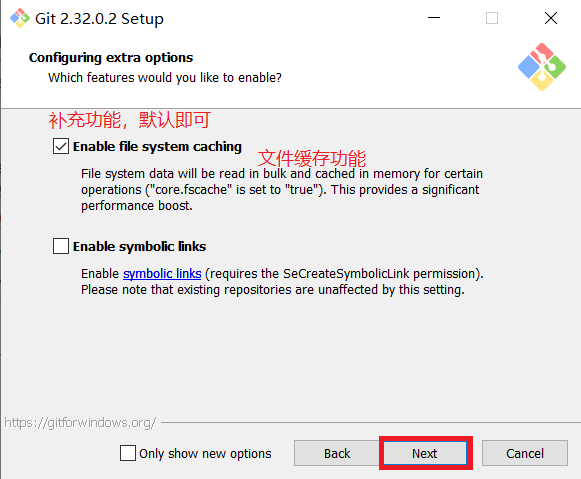 Git 2.32.0.2 Setup
Configuring extra options
Which features would you like to enable?
补充功能，默认即可
Enable file system caching
文件缓存功能
File system data will be read in bulk and cached in memory for certain
operations ("core.fscache" is set to "true"). This provides a significant
performance boost.
Enable symbolic links
Enable symbolic links (requires the SeCreateSymbolicLink permission).
Please note that existing repositories are unaffected by this setting.
https://gitforwindows.org/
Only show new options
Back
Next
Cancel